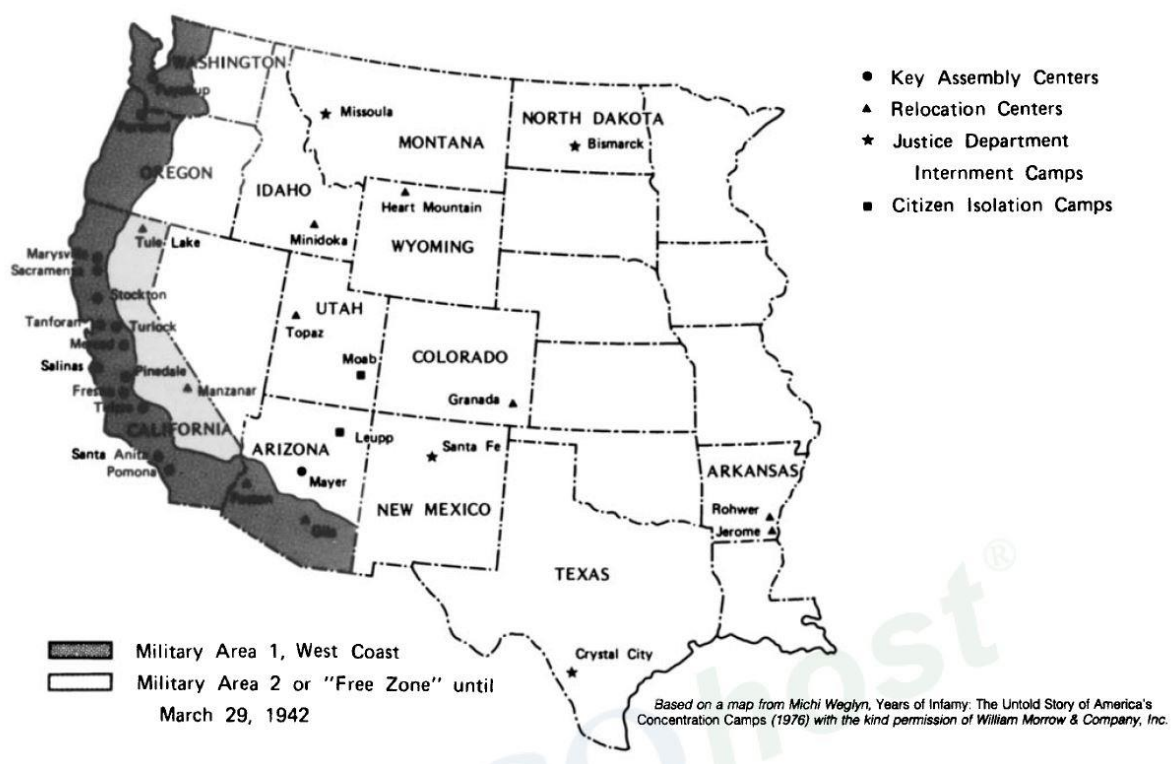 WASHINGTON
Puyallup
Portland
OREGON
Missoula
MONTANA
NORTH DAKOTA
Bismarck
IDAHO
Heart Mountain
Minidoka
WYOMING
Tule Lake
Marysville
Sacramento
Stockton
Tanforan
Turlock
Merced
Salinas
Pinedale
Fresno
Manzanar
Tulare
CALIFORNIA
Santa Anita
Pomona
UTAH
Topaz
Moab
COLORADO
Granada
ARIZONA
Leupp
Mayer
Poston
Gila
Santa Fe
NEW MEXICO
ARKANSAS
Rohwer
Jerome
TEXAS
Crystal City
Key Assembly Centers
Relocation Centers
Justice Department
Internment Camps
Citizen Isolation Camps
Military Area 1, West Coast
Military Area 2 or "Free Zone" until
March 29, 1942
Based on a map from Michi Weglyn, Years of Infamy: The Untold Story of America's
Concentration Camps (1976) with the kind permission of William Morrow & Company, Inc.
host®